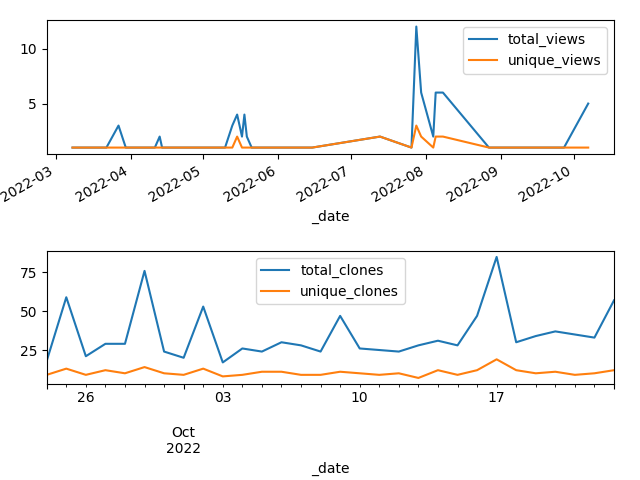 10
5
total_views
unique_views
2022-03 2022-04 2022-05 2022-06 2022-07 2022-08 2022-09 2022-10
_date
75
50
25
total_clones
unique_clones
26 03 10 17
Oct
2022
_date